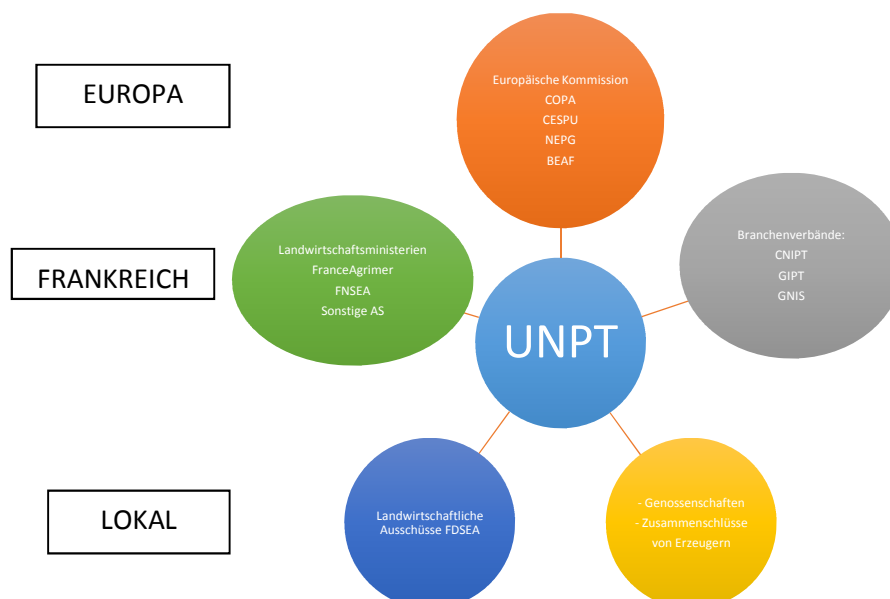 EUROPA
Europäische Kommission
COPA
CESPU
NEPG
BEAF
FRANKREICH
Landwirtschaftsministerien
FranceAgrimer
FNSEA
Sonstige AS
UNPT
Branchenverbände:
CNIPT
GIPT
GNIS
LOKAL
Landwirtschaftliche
Ausschüsse FDSEA
- Genossenschaften
- Zusammenschlüsse
von Erzeugern